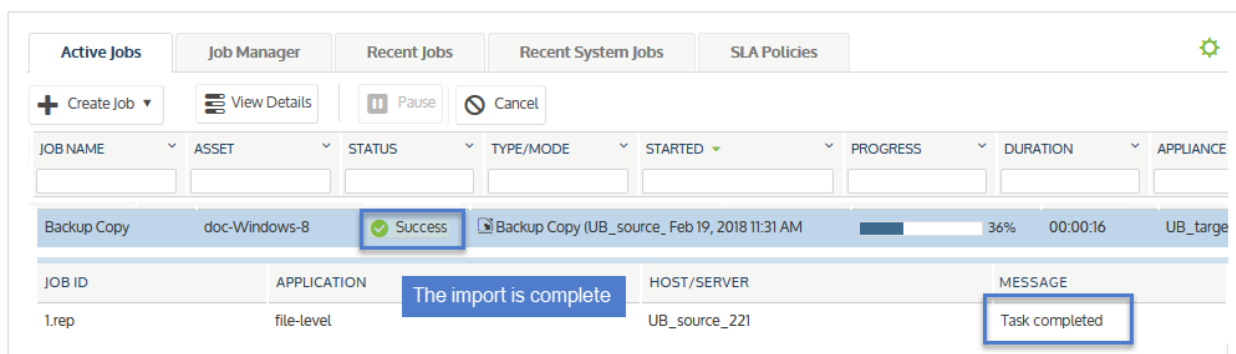 Active Jobs Job Manager Recent Jobs Recent System Jobs SLA Policies
Create Job View Details Pause Cancel
JOB NAME ASSET STATUS TYPE/MODE STARTED PROGRESS DURATION APPLIANCE
Backup Copy doc-Windows-8 Success Backup Copy (UB_source_ Feb 19, 2018 11:31 AM 36% 00:00:16 UB_targe
JOB ID APPLICATION HOST/SERVER MESSAGE
The import is complete
1.rep file-level UB_source_221 Task completed